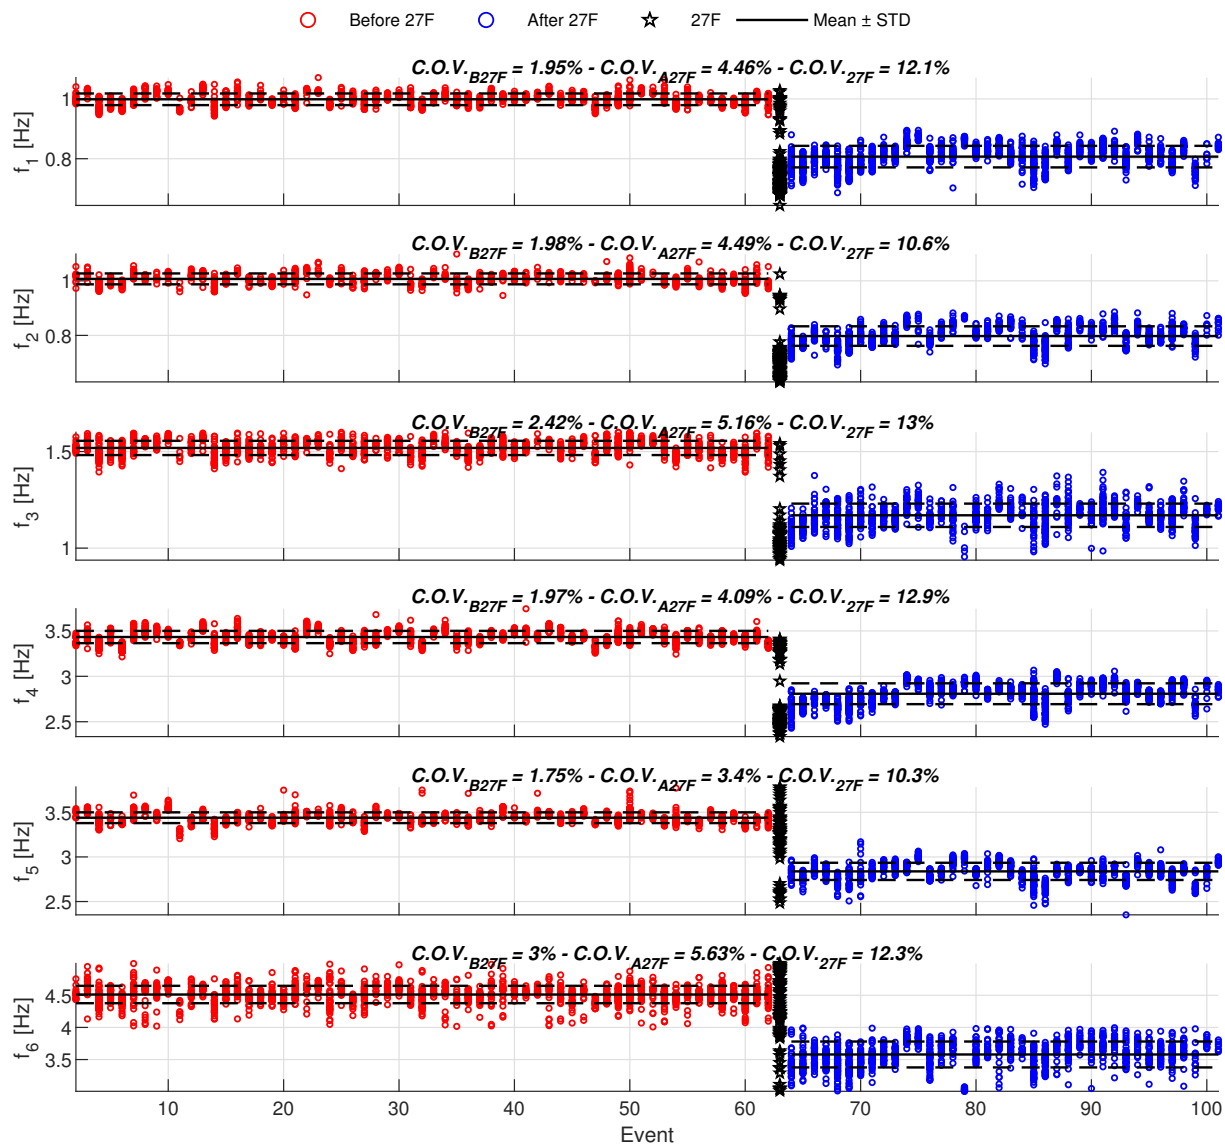 Before 27F After 27F 27F Mean ± STD
C.O.V.B27F = 1.95% - C.O.V.A27F = 4.46% - C.O.V.27F = 12.1%
1
0.8
f1 [Hz]
C.O.V.B27F = 1.98% - C.O.V.A27F = 4.49% - C.O.V.27F = 10.6%
1
0.8
f2 [Hz]
C.O.V.B27F = 2.42% - C.O.V.A27F = 5.16% - C.O.V.27F = 13%
1.5
1
f3 [Hz]
C.O.V.B27F = 1.97% - C.O.V.A27F = 4.09% - C.O.V.27F = 12.9%
3.5
3
2.5
f4 [Hz]
C.O.V.B27F = 1.75% - C.O.V.A27F = 3.4% - C.O.V.27F = 10.3%
3.5
3
2.5
f5 [Hz]
C.O.V.B27F = 3% - C.O.V.A27F = 5.63% - C.O.V.27F = 12.3%
4.5
4
3.5
f6 [Hz]
10 20 30 40 50 60 70 80 90 100
Event